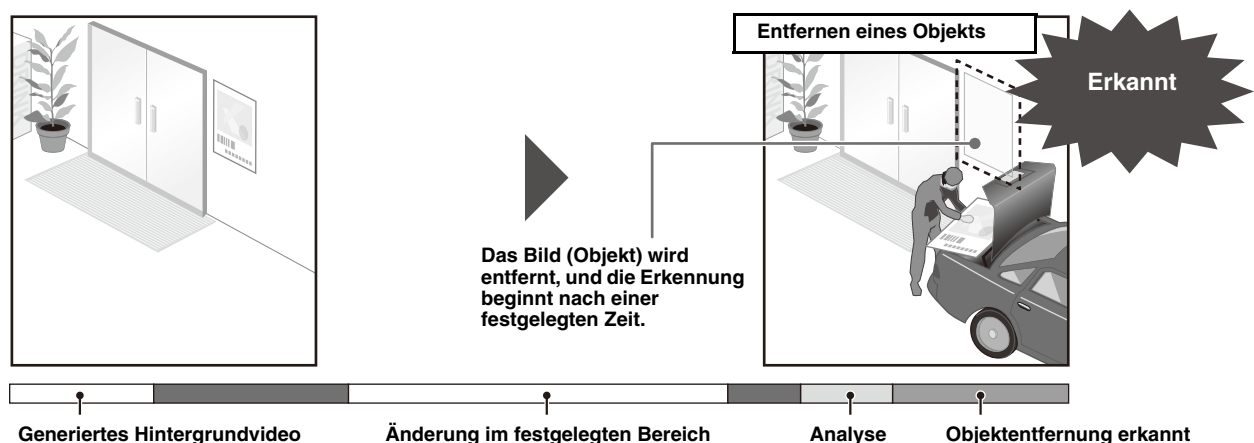 Entfernen eines Objekts
Erkannt
Das Bild (Objekt) wird
entfernt, und die Erkennung
beginnt nach einer
festgelegten Zeit.
Generiertes Hintergrundvideo
Änderung im festgelegten Bereich
Analyse
Objektentfernung erkannt